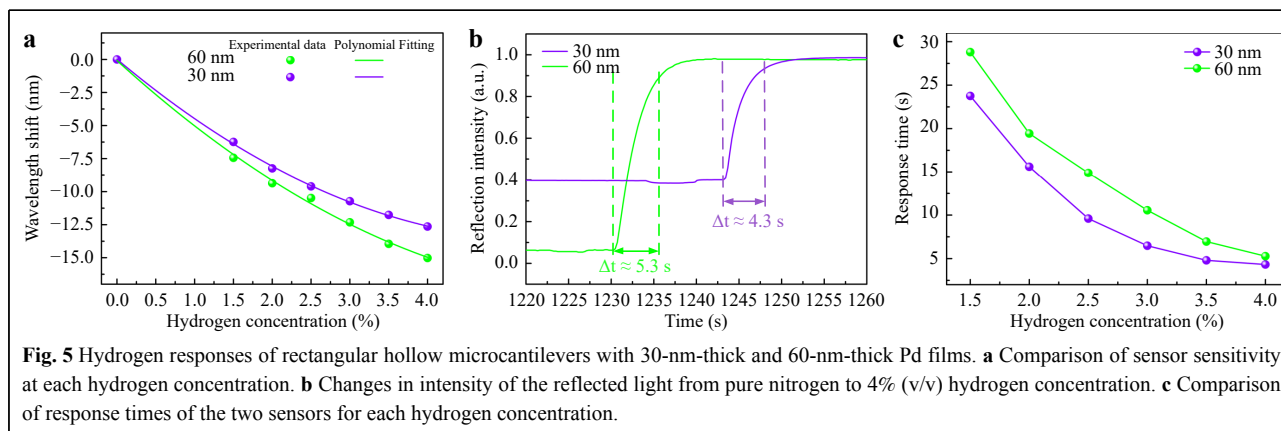 a
Experimental data Polynomial Fitting
60 nm
30 nm
Wavelength shift (nm)
0.0
−2.5
−5.0
−7.5
−10.0
−12.5
−15.0
0.0 0.5 1.0 1.5 2.0 2.5 3.0 3.5 4.0
Hydrogen concentration (%)
b
30 nm
60 nm
Reflection intensity (a.u.)
1.0
0.8
0.6
0.4
0.2
0.0
Δt ≈ 4.3 s
Δt ≈ 5.3 s
1220 1225 1230 1235 1240 1245 1250 1255 1260
Time (s)
c
30 nm
60 nm
Response time (s)
30
25
20
15
10
5
1.5 2.0 2.5 3.0 3.5 4.0
Hydrogen concentration (%)
Fig. 5 Hydrogen responses of rectangular hollow microcantilevers with 30-nm-thick and 60-nm-thick Pd films. a Comparison of sensor sensitivity
at each hydrogen concentration. b Changes in intensity of the reflected light from pure nitrogen to 4% (v/v) hydrogen concentration. c Comparison
of response times of the two sensors for each hydrogen concentration.